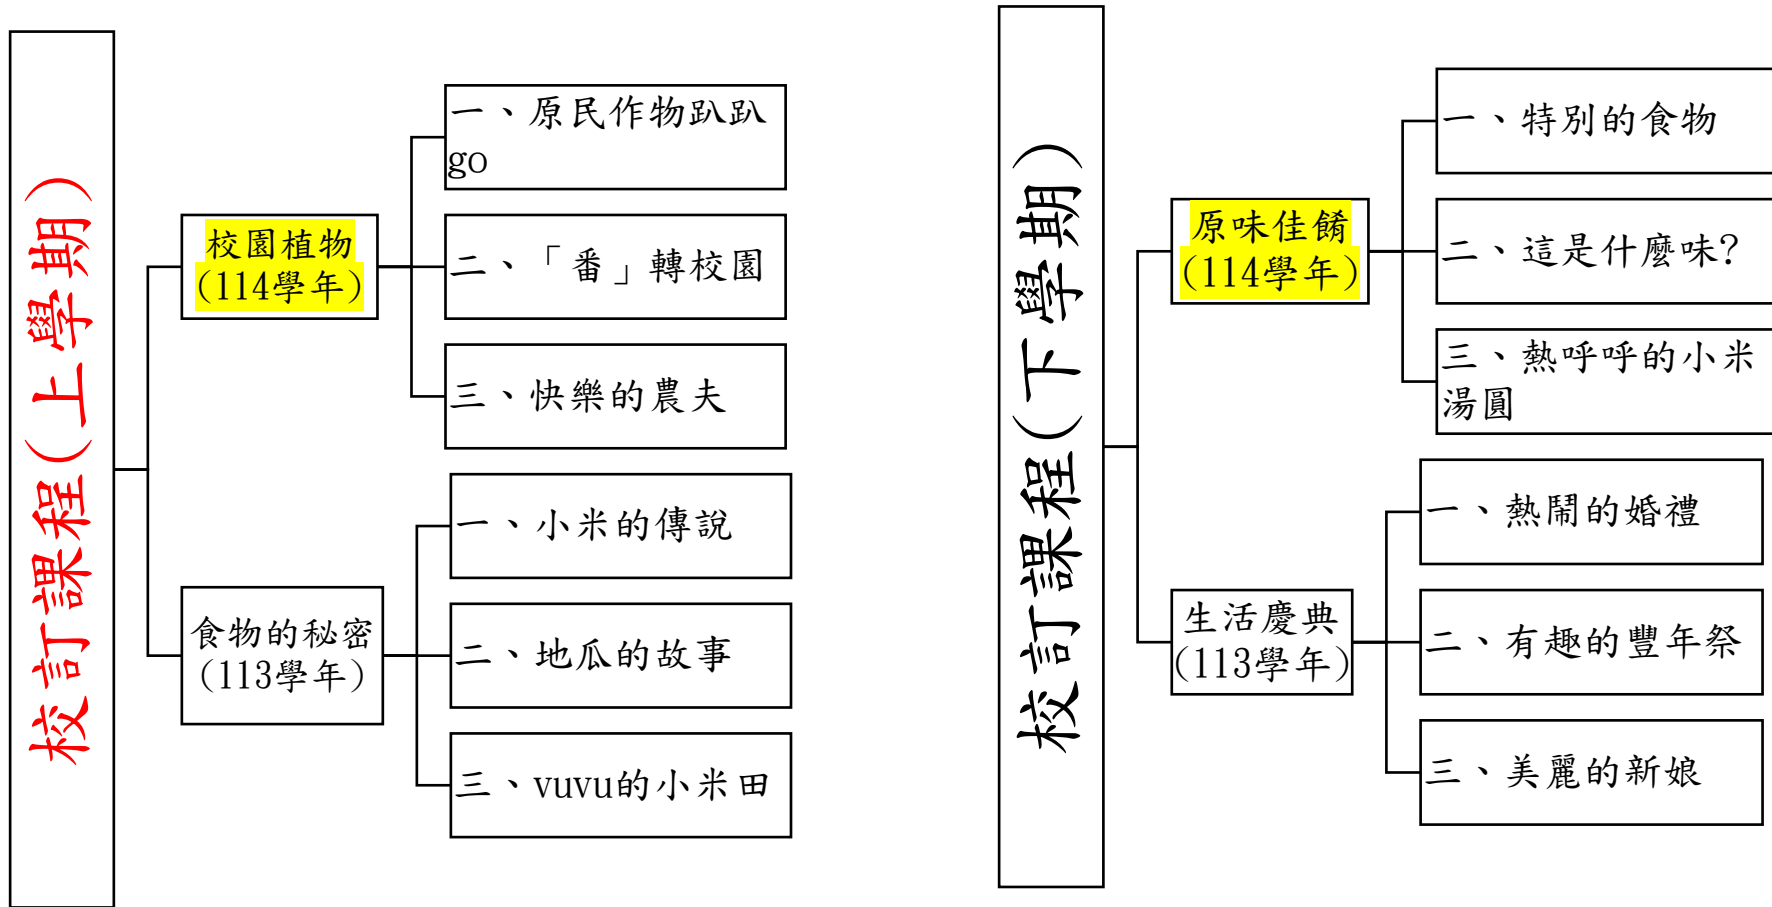 校訂課程(上學期)
校園植物
(114學年)
一、原民作物趴趴
go
二、「番」轉校園
三、快樂的農夫
食物的秘密
(113學年)
一、小米的傳說
二、地瓜的故事
三、vuvu的小米田
校訂課程(下學期)
原味佳餚
(114學年)
一、特別的食物
二、這是什麼味?
三、熱呼呼的小米
湯圓
生活慶典
(113學年)
一、熱鬧的婚禮
二、有趣的豐年祭
三、美麗的新娘